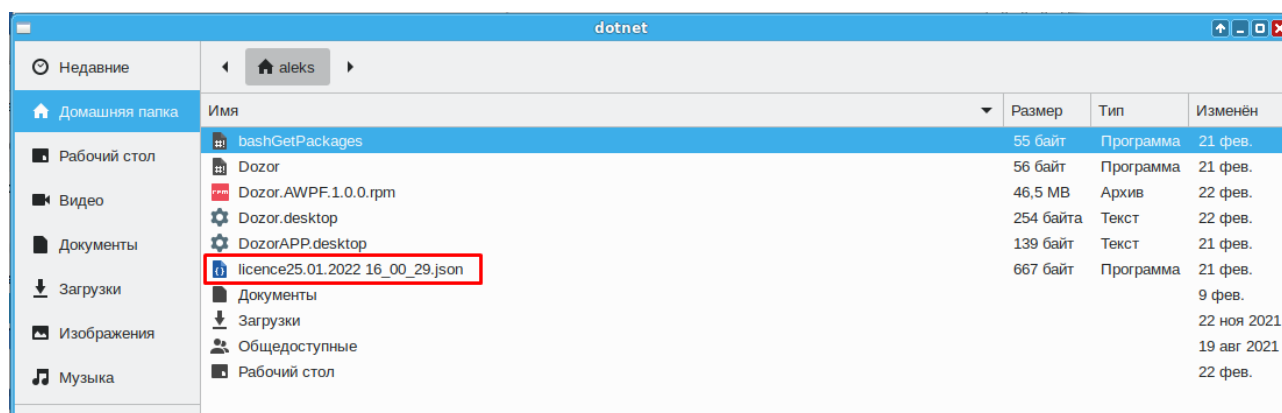 dotnet
Недавние
aleks
Домашняя папка
Имя Размер Тип Изменён
Рабочий стол
bashGetPackages 55 байт Программа 21 фев.
Dozor 56 байт Программа 21 фев.
Видео
Dozor.AWPF.1.0.0.rpm 46,5 MB Архив 22 фев.
Dozor.desktop 254 байта Текст 22 фев.
Документы
DozorAPP.desktop 139 байт Текст 21 фев.
licence25.01.2022 16_00_29.json 667 байт Программа 21 фев.
Загрузки
Документы 9 фев.
Загрузки 22 ноя 2021
Изображения
Общедоступные 19 авг 2021
Музыка
Рабочий стол 22 фев.